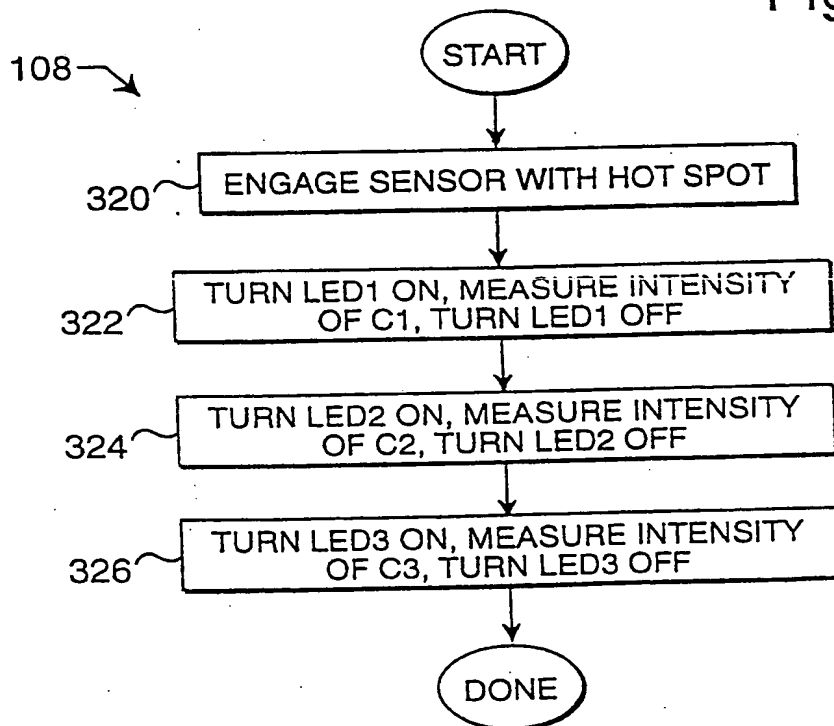 Fig
START
108
ENGAGE SENSOR WITH HOT SPOT
320
TURN LED1 ON, MEASURE INTENSITY
OF C1, TURN LED1 OFF
322
TURN LED2 ON, MEASURE INTENSITY
OF C2, TURN LED2 OFF
324
TURN LED3 ON, MEASURE INTENSITY
OF C3, TURN LED3 OFF
326
DONE